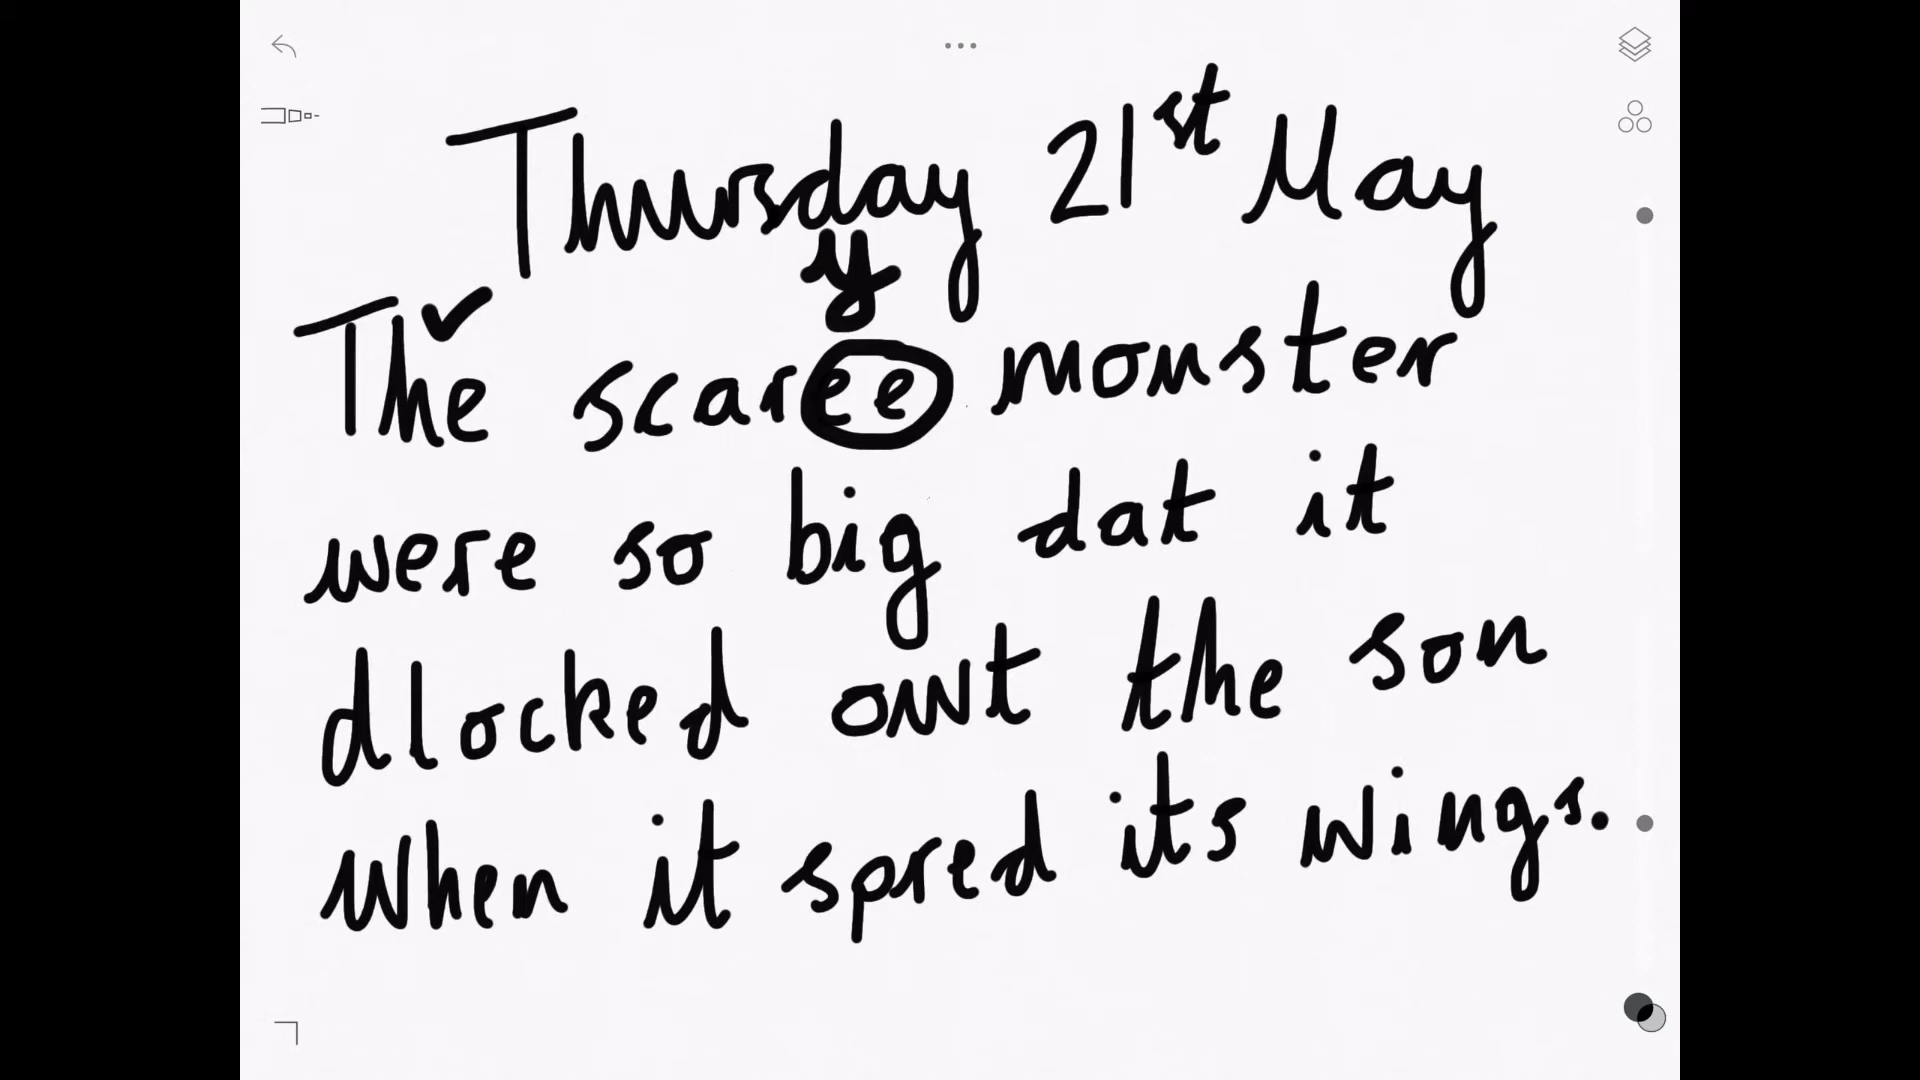 Thursday 21st May
y
The scaree monster
were so big dat it
dlocked out the son
when it spred its wings.